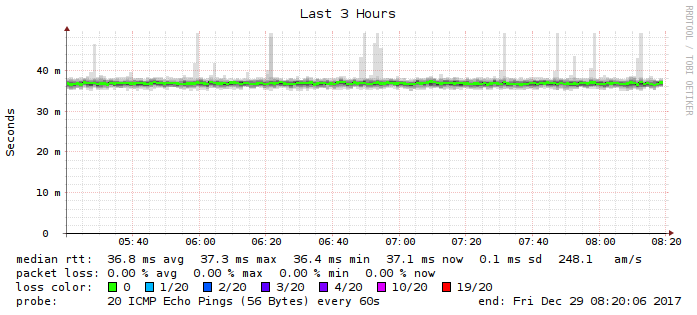 Last 3 Hours
RRDTOOL / TOBI OETIKER
Seconds
40 m
30 m
20 m
10 m
0
05:40 06:00 06:20 06:40 07:00 07:20 07:40 08:00 08:20
median rtt: 36.8 ms avg 37.3 ms max 36.4 ms min 37.1 ms now 0.1 ms sd 248.1 am/s
packet loss: 0.00 % avg 0.00 % max 0.00 % min 0.00 % now
loss color: 0 1/20 2/20 3/20 4/20 10/20 19/20
probe: 20 ICMP Echo Pings (56 Bytes) every 60s end: Fri Dec 29 08:20:06 2017